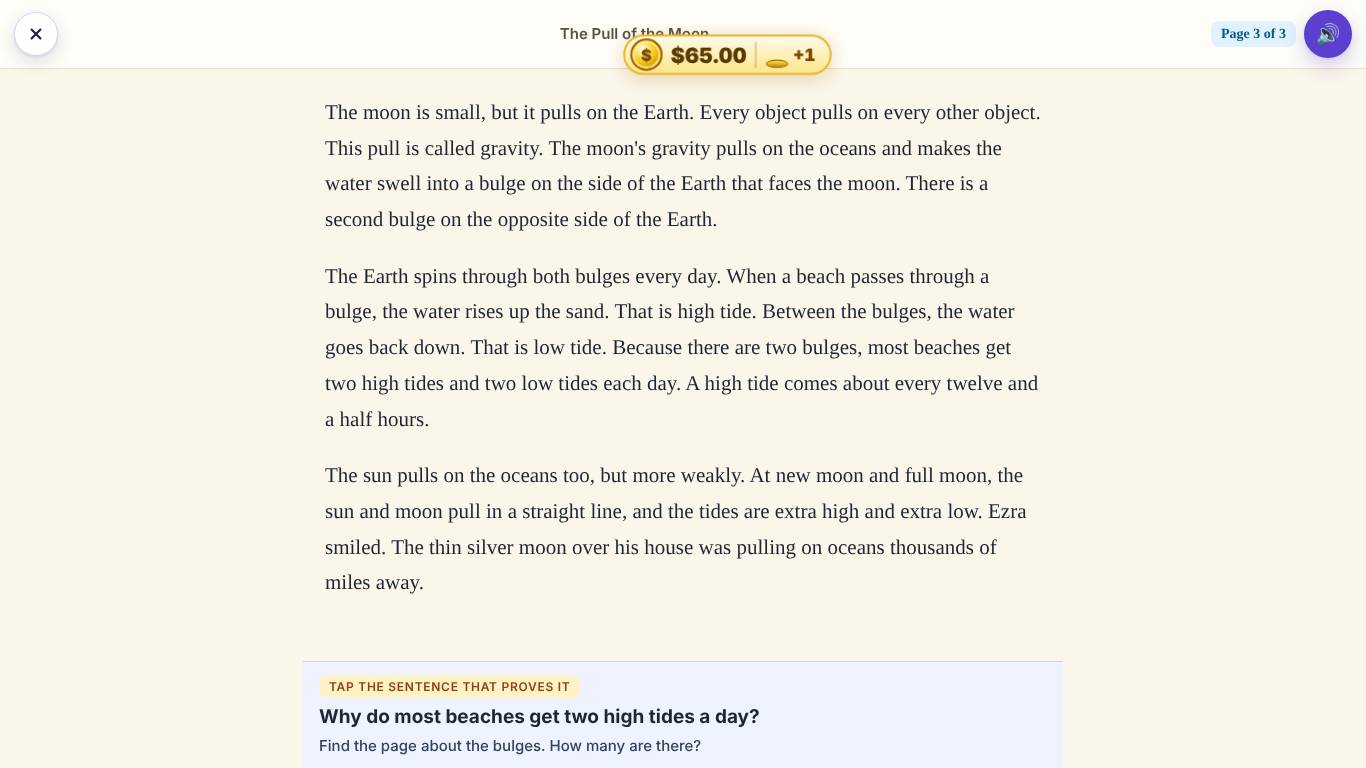 The Pull of the Moon
$65.00 +1
Page 3 of 3
The moon is small, but it pulls on the Earth. Every object pulls on every other object.
This pull is called gravity. The moon's gravity pulls on the oceans and makes the
water swell into a bulge on the side of the Earth that faces the moon. There is a
second bulge on the opposite side of the Earth.
The Earth spins through both bulges every day. When a beach passes through a
bulge, the water rises up the sand. That is high tide. Between the bulges, the water
goes back down. That is low tide. Because there are two bulges, most beaches get
two high tides and two low tides each day. A high tide comes about every twelve and
a half hours.
The sun pulls on the oceans too, but more weakly. At new moon and full moon, the
sun and moon pull in a straight line, and the tides are extra high and extra low. Ezra
smiled. The thin silver moon over his house was pulling on oceans thousands of
miles away.
TAP THE SENTENCE THAT PROVES IT
Why do most beaches get two high tides a day?
Find the page about the bulges. How many are there?